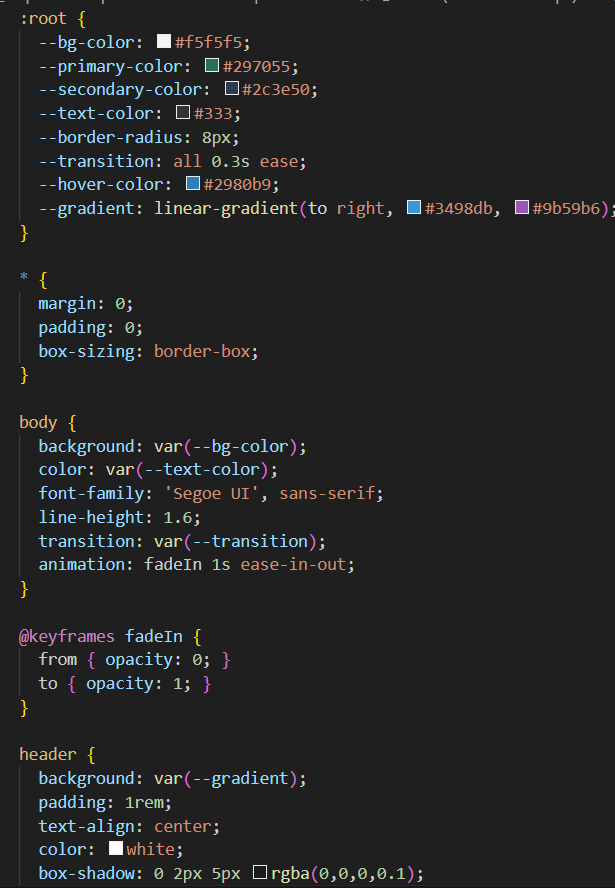 :root {
--bg-color: #f5f5f5;
--primary-color: #297055;
--secondary-color: #2c3e50;
--text-color: #333;
--border-radius: 8px;
--transition: all 0.3s ease;
--hover-color: #2980b9;
--gradient: linear-gradient(to right, #3498db, #9b59b6);
}
* {
margin: 0;
padding: 0;
box-sizing: border-box;
}
body {
background: var(--bg-color);
color: var(--text-color);
font-family: 'Segoe UI', sans-serif;
line-height: 1.6;
transition: var(--transition);
animation: fadeIn 1s ease-in-out;
}
@keyframes fadeIn {
from { opacity: 0; }
to { opacity: 1; }
}
header {
background: var(--gradient);
padding: 1rem;
text-align: center;
color: white;
box-shadow: 0 2px 5px rgba(0,0,0,0.1);